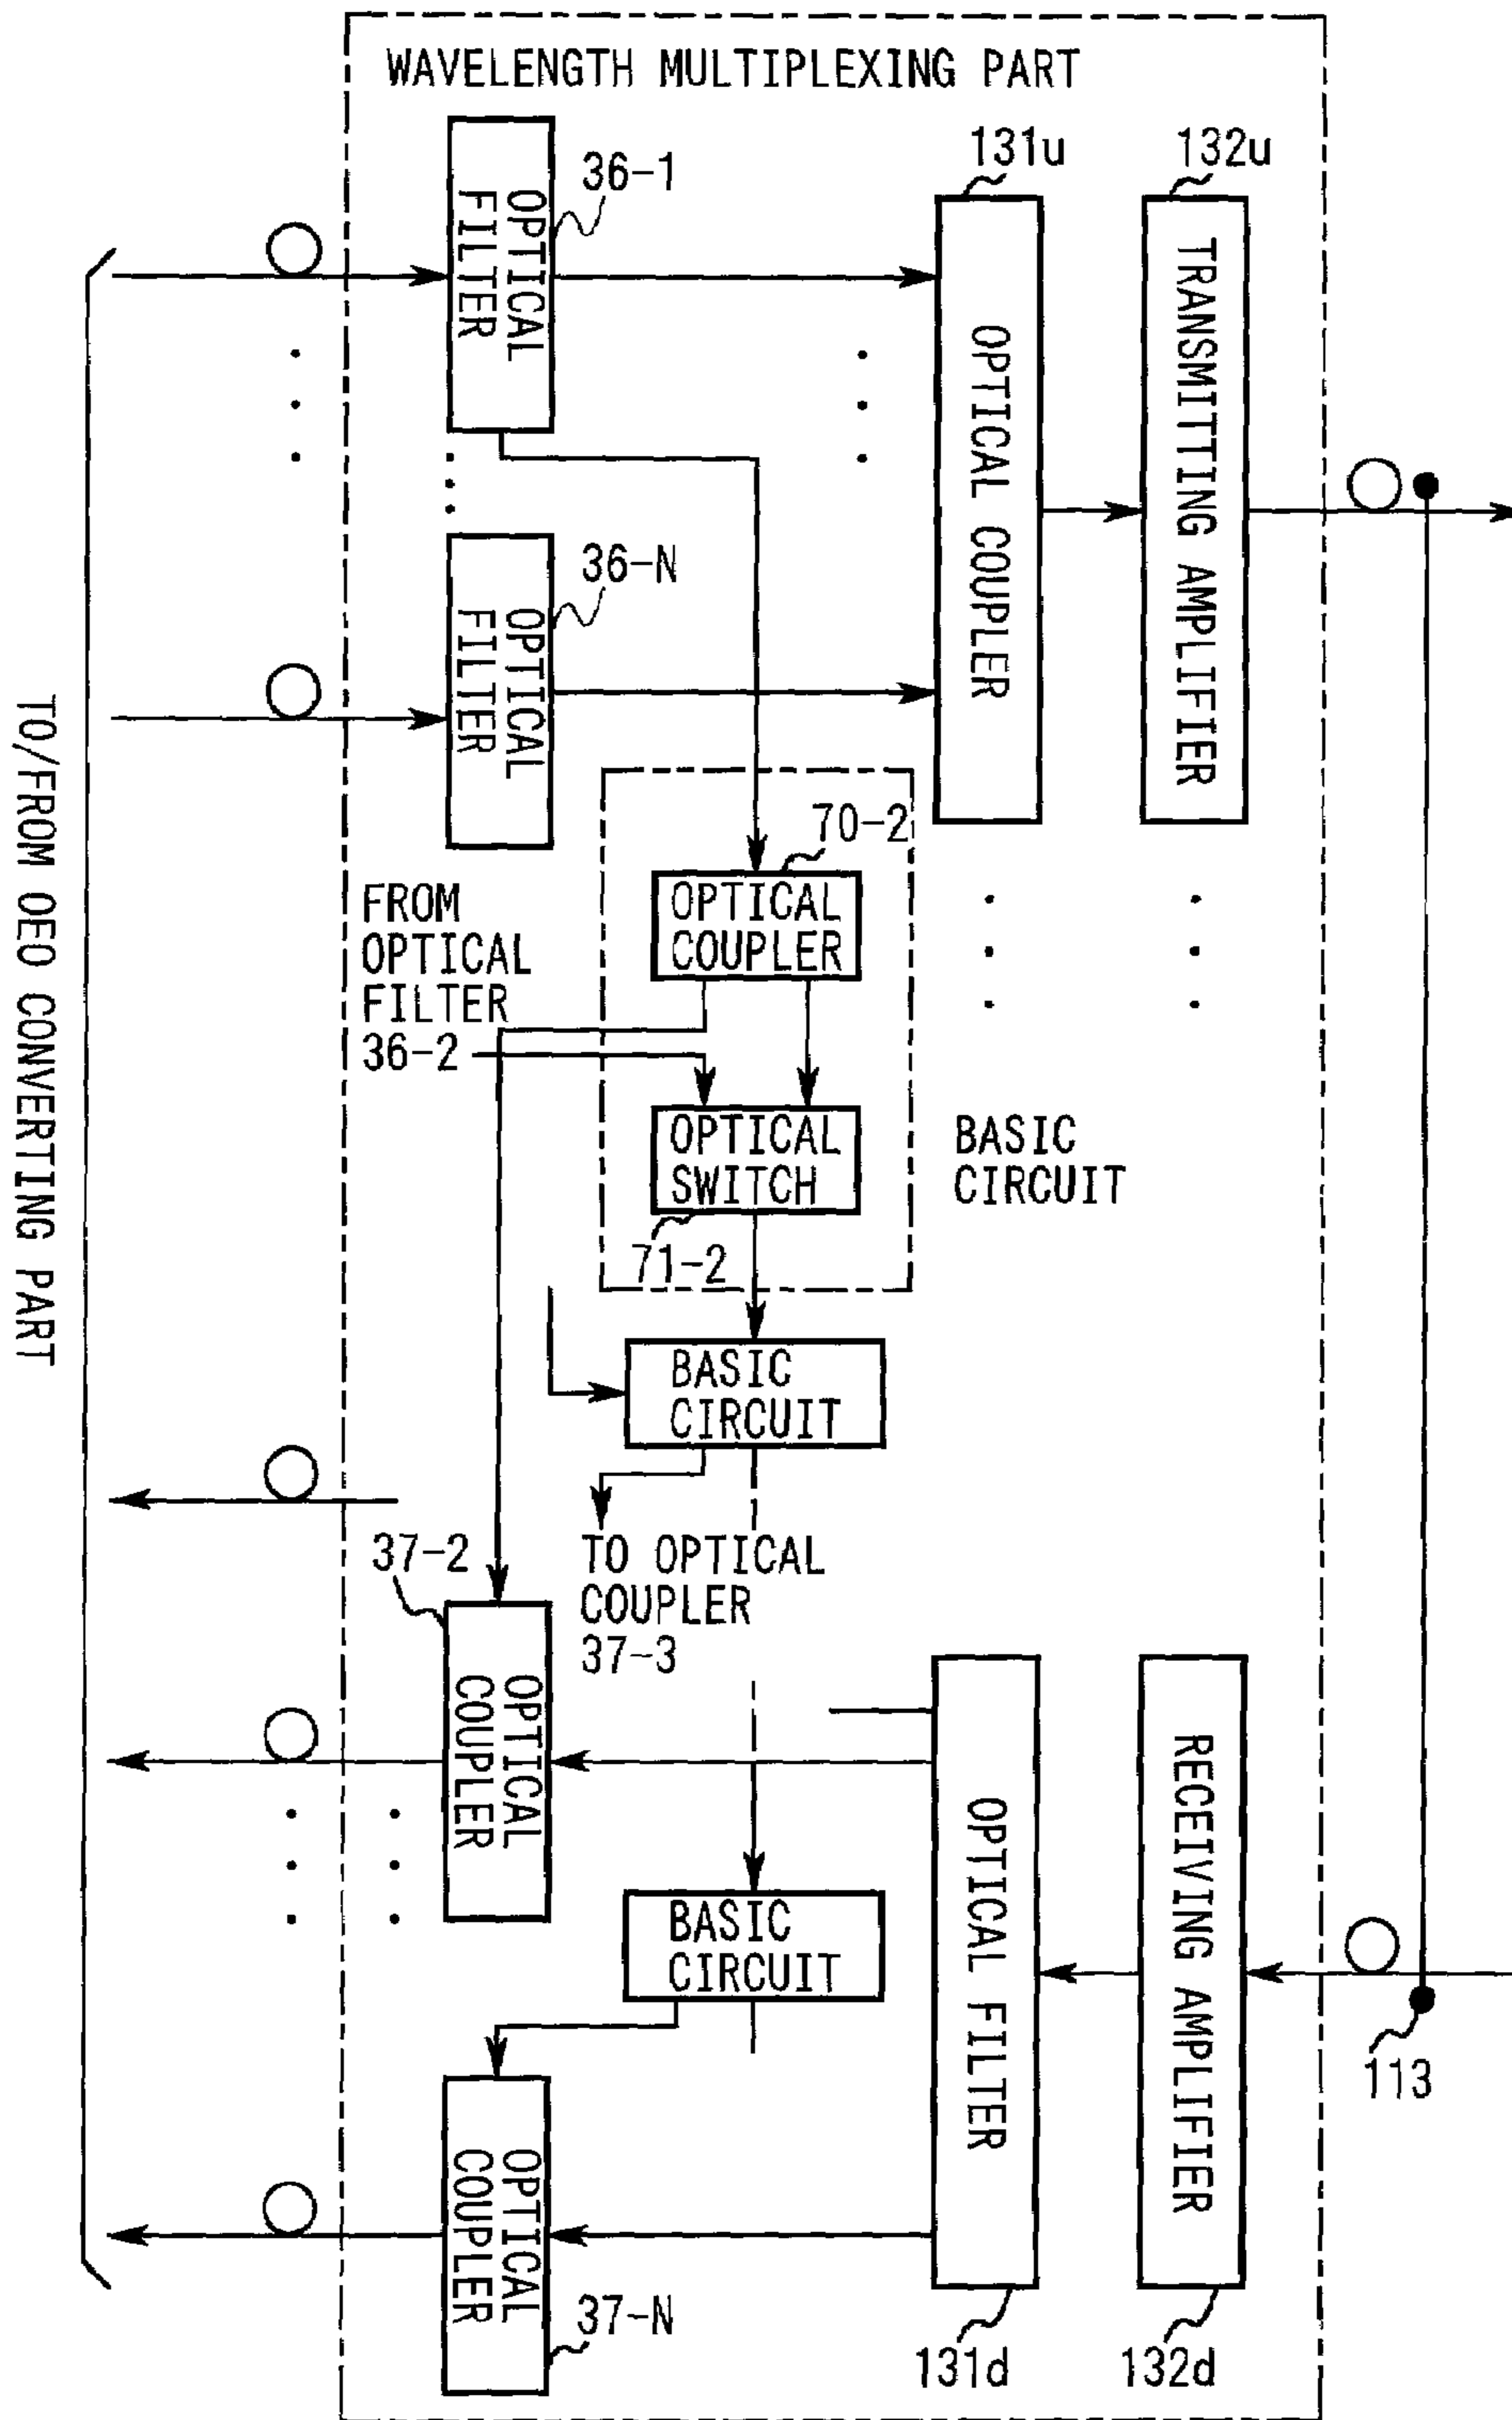 WAVELENGTH MULTIPLEXING PART
131u
132u
36-1
OPTICAL
FILTER
OPTICAL COUPLER
TRANSMITTING AMPLIFIER
36-N
OPTICAL
FILTER
TO/FROM OEO CONVERTING PART
70-2
FROM
OPTICAL
FILTER
36-2
OPTICAL
COUPLER
OPTICAL
SWITCH
71-2
BASIC
CIRCUIT
BASIC
CIRCUIT
37-2
TO OPTICAL
COUPLER
37-3
OPTICAL
COUPLER
OPTICAL FILTER
RECEIVING AMPLIFIER
BASIC
CIRCUIT
113
OPTICAL
COUPLER
37-N
131d
132d